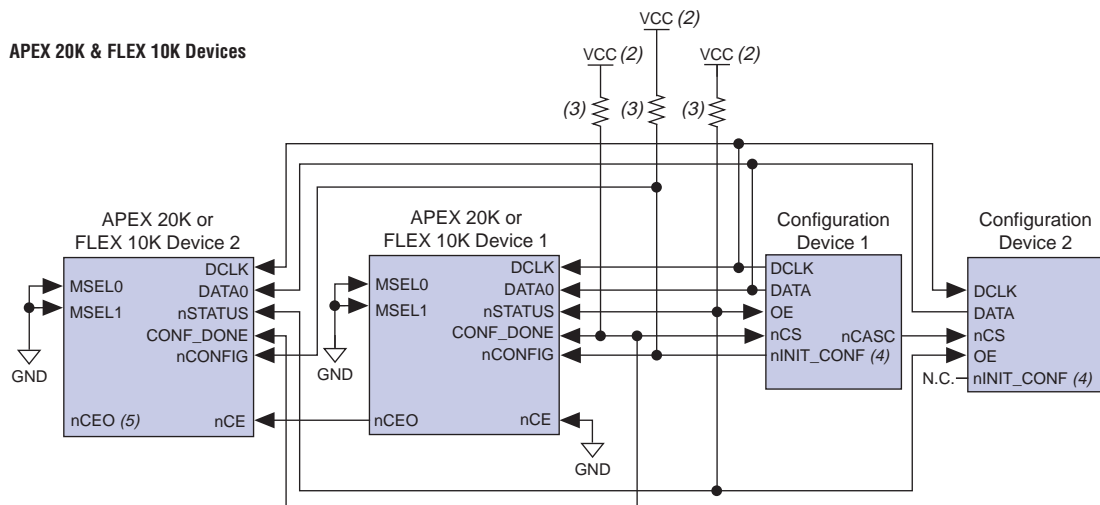 APEX 20K & FLEX 10K Devices
VCC (2)
VCC (2)
VCC (2)
(3)
(3)
(3)
APEX 20K or
FLEX 10K Device 2
MSEL0
MSEL1
DCLK
DATA0
nSTATUS
CONF_DONE
nCONFIG
nCEO (5)
nCE
GND
APEX 20K or
FLEX 10K Device 1
MSEL0
MSEL1
DCLK
DATA0
nSTATUS
CONF_DONE
nCONFIG
nCEO
nCE
GND
GND
Configuration
Device 1
DCLK
DATA
OE
nCS
nCASC
nINIT_CONF (4)
Configuration
Device 2
DCLK
DATA
nCS
OE
N.C.
nINIT_CONF (4)